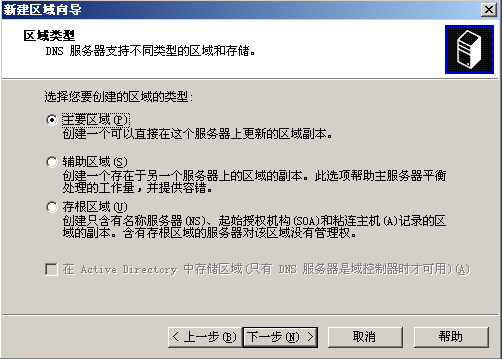 新建区域向导
区域类型
DNS 服务器支持不同类型的区域和存储。
选择您要创建的区域的类型:
主要区域(P)
创建一个可以直接在这个服务器上更新的区域副本。
辅助区域(S)
创建一个存在于另一个服务器上的区域的副本。此选项帮助主服务器平衡
处理的工作量,并提供容错。
存根区域(U)
创建只含有名称服务器(NS)、起始授权机构(SOA)和粘连主机(A)记录的区
域的副本。含有存根区域的服务器对该区域没有管理权。
在 Active Directory 中存储区域(只有 DNS 服务器是域控制器时才可用)(A)
< 上一步(B) 下一步(N) > 取消 帮助